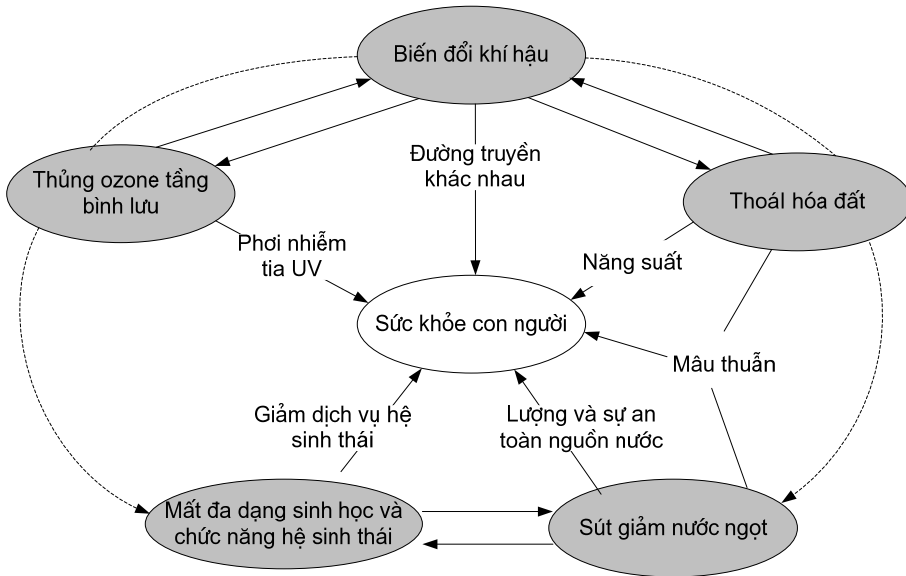 Biến đổi khí hậu
Đường truyền
khác nhau
Thủng ozone tầng
bình lưu
Thoál hóa đất
Phơi nhiễm
tia UV
Năng suất
Sức khỏe con người
Mâu thuẫn
Giảm dịch vụ hệ
sinh thái
Lượng và sự an
toàn nguồn nước
Mất đa dạng sinh học và
chức năng hệ sinh thái
Sút giảm nước ngọt